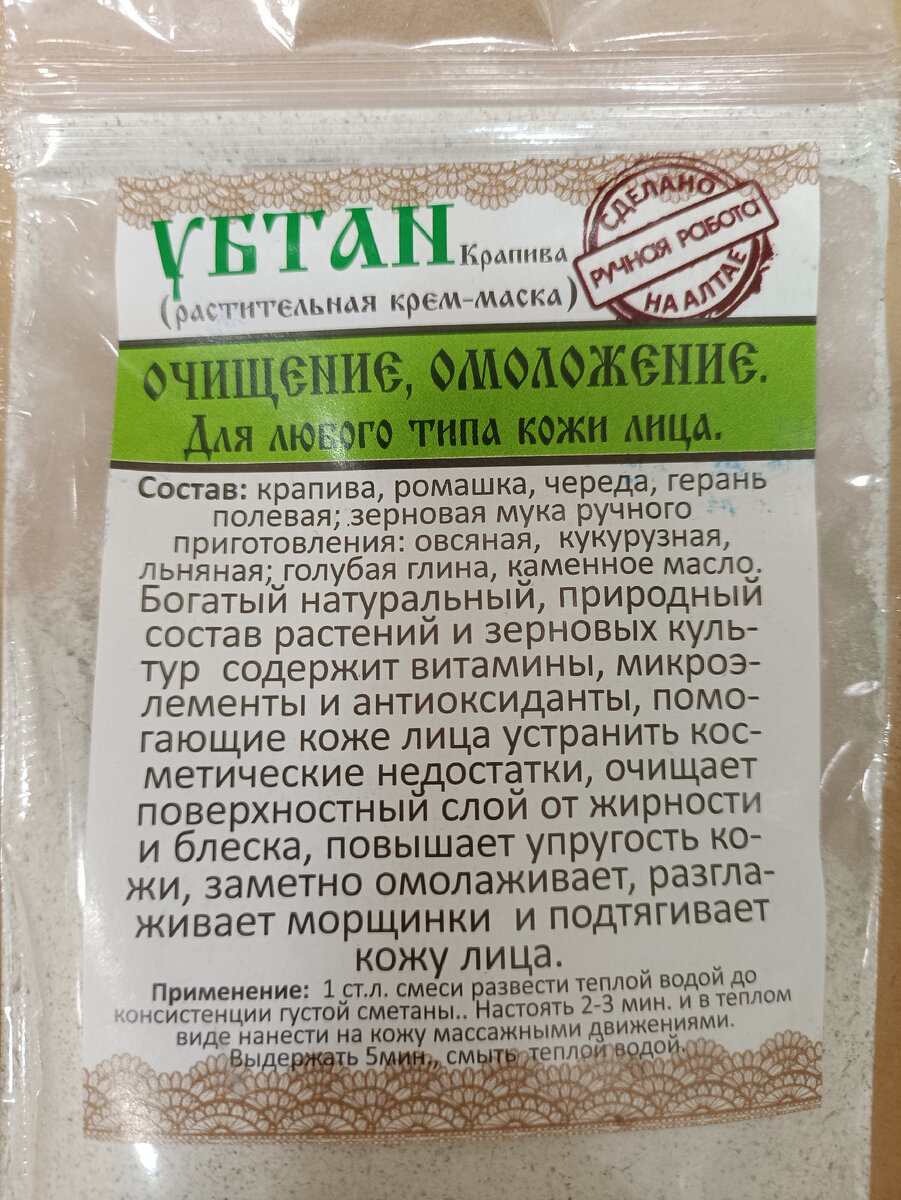 УБТАН Крапива
(растительная крем-маска)
СДЕЛАНО
РУЧНАЯ РАБОТА
НА АЛТАЕ
ОЧИЩЕНИЕ, ОМОЛОЖЕНИЕ.
Для любого типа кожи лица.
Состав: крапива, ромашка, череда, герань
полевая; зерновая мука ручного
приготовления: овсяная, кукурузная,
льняная; голубая глина, каменное масло.
Богатый натуральный, природный
состав растений и зерновых куль-
тур содержит витамины, микроэ-
лементы и антиоксиданты, помо-
гающие коже лица устранить кос-
метические недостатки, очищает
поверхностный слой от жирности
и блеска, повышает упругость ко-
жи, заметно омолаживает, разгла-
живает морщинки и подтягивает
кожу лица.
Применение: 1 ст.л. смеси развести теплой водой до
консистенции густой сметаны.. Настоять 2-3 мин. и в теплом
виде нанести на кожу массажными движениями.
Выдержать 5мин., смыть теплой водой.